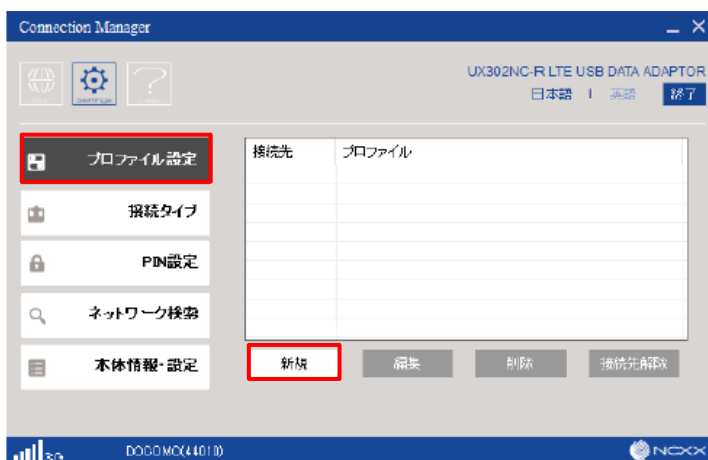 Connection Manager
Settings
UX302NC-R LTE USB DATA ADAPTOR
日本語 | 英語 終了
プロファイル設定
接続先 プロファイル
接続タイプ
PIN設定
ネットワーク検索
本体情報・設定
新規 編集 削除 接続先解除
3G DOCOMO(44010) NCXX